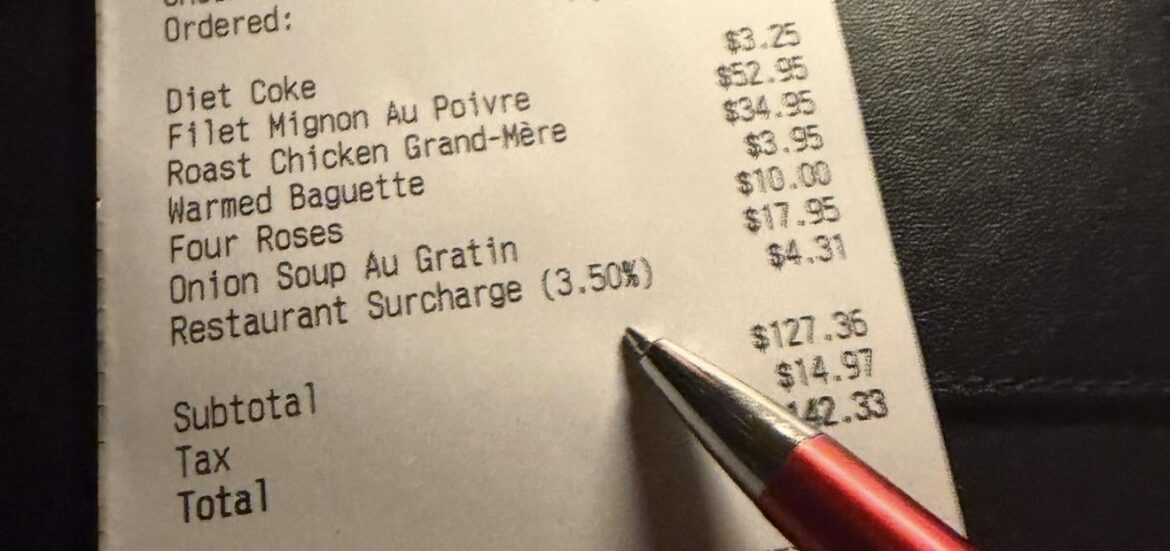 Ordered:
Diet Coke $3.25
Filet Mignon Au Poivre $52.95
Roast Chicken Grand-Mère $34.95
Warmed Baguette $3.95
Four Roses $10.00
Onion Soup Au Gratin $17.95
Restaurant Surcharge (3.50%) $4.31
Subtotal $127.36
Tax $14.97
Total 142.33